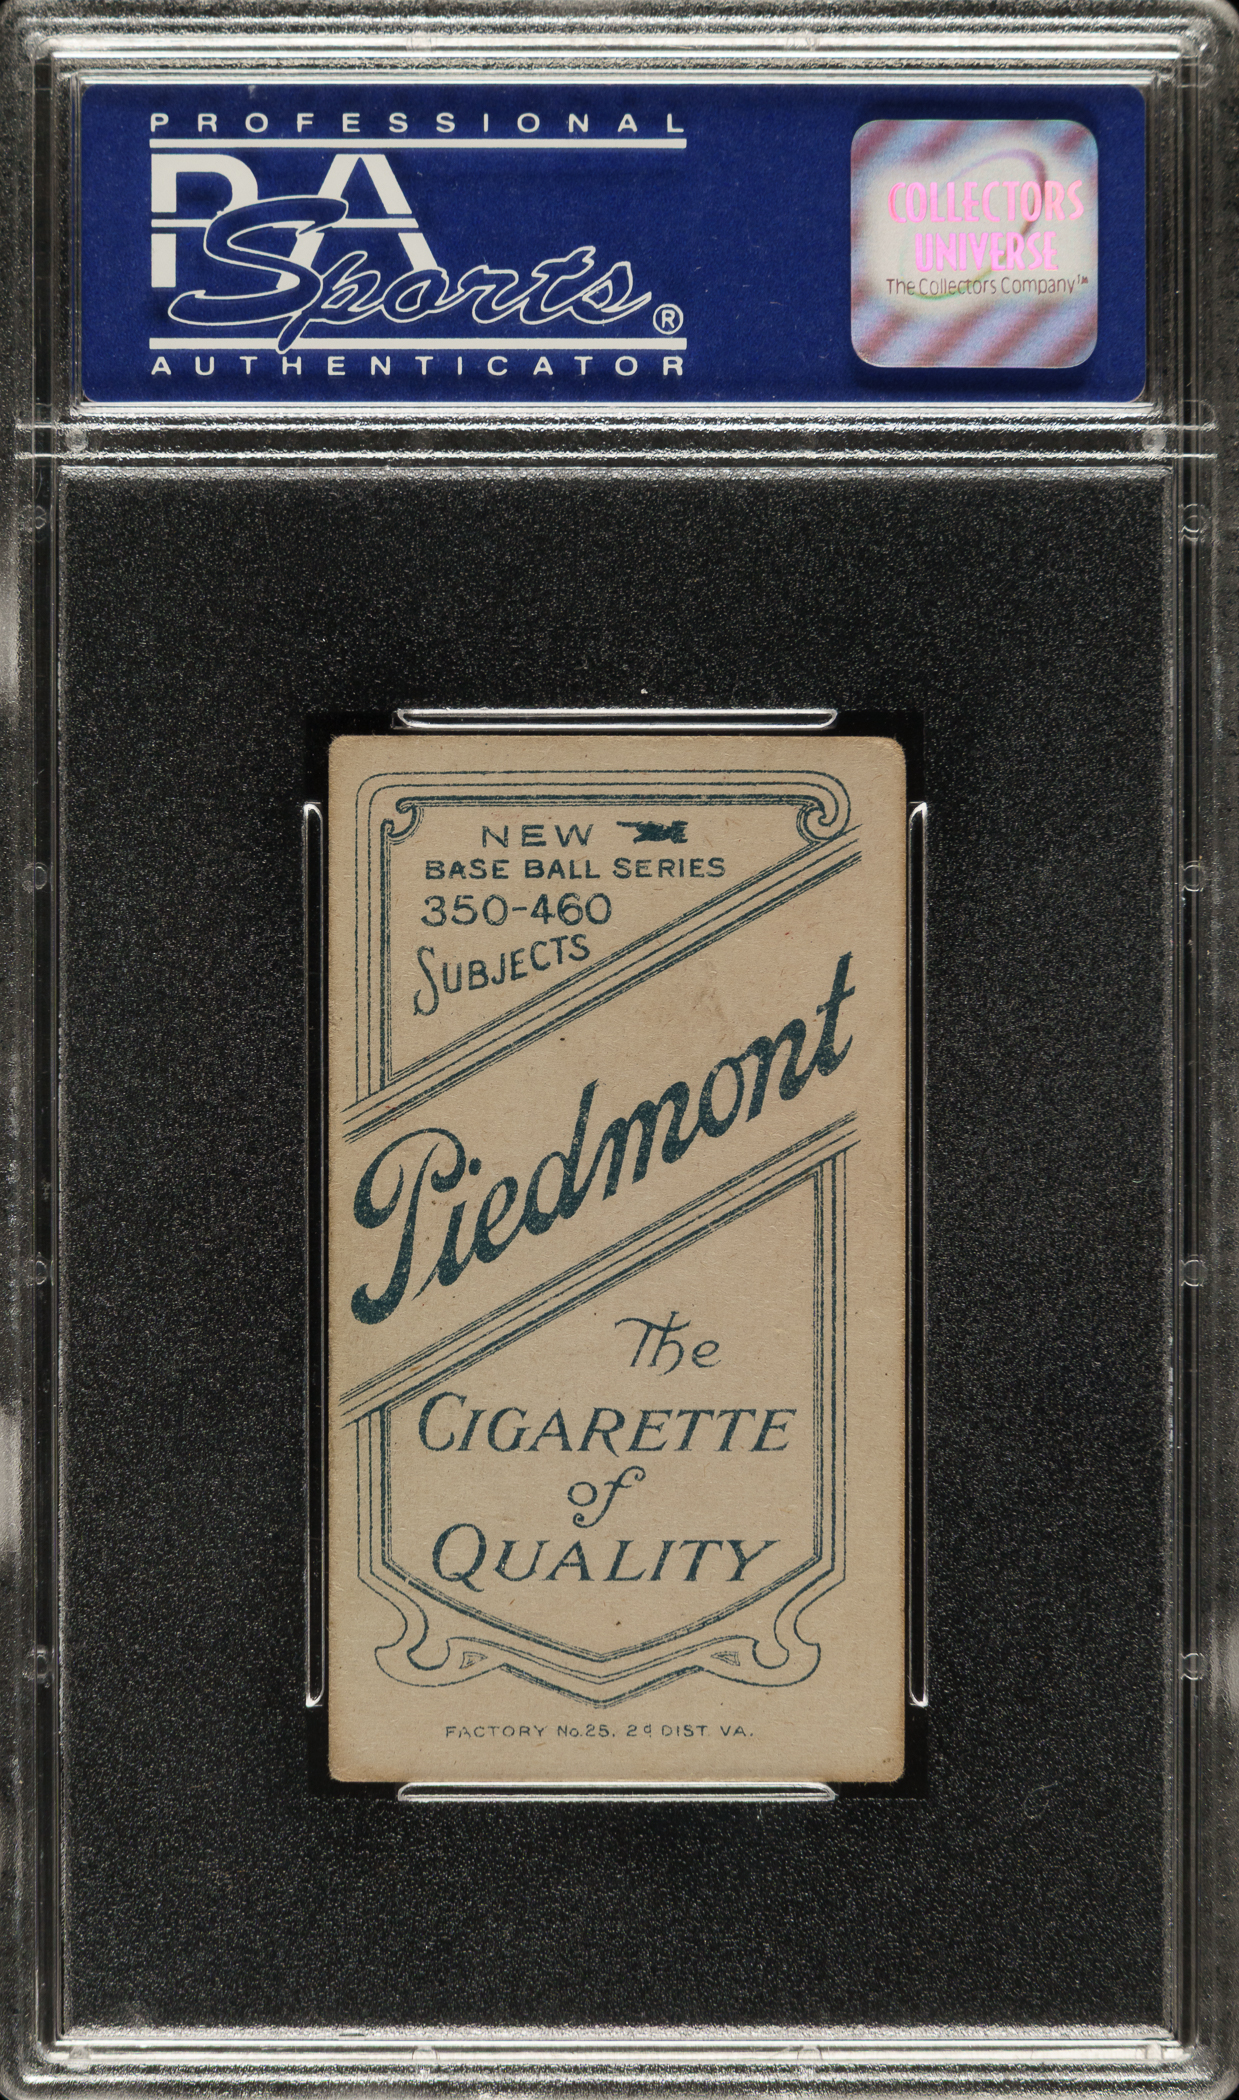 PROFESSIONAL
PSA
Sports®
AUTHENTICATOR
COLLECTORS
UNIVERSE
The Collectors Company™
NEW
BASE BALL SERIES
350-460
SUBJECTS
Piedmont
The
CIGARETTE
of
QUALITY
FACTORY No.25. 2d DIST. VA.